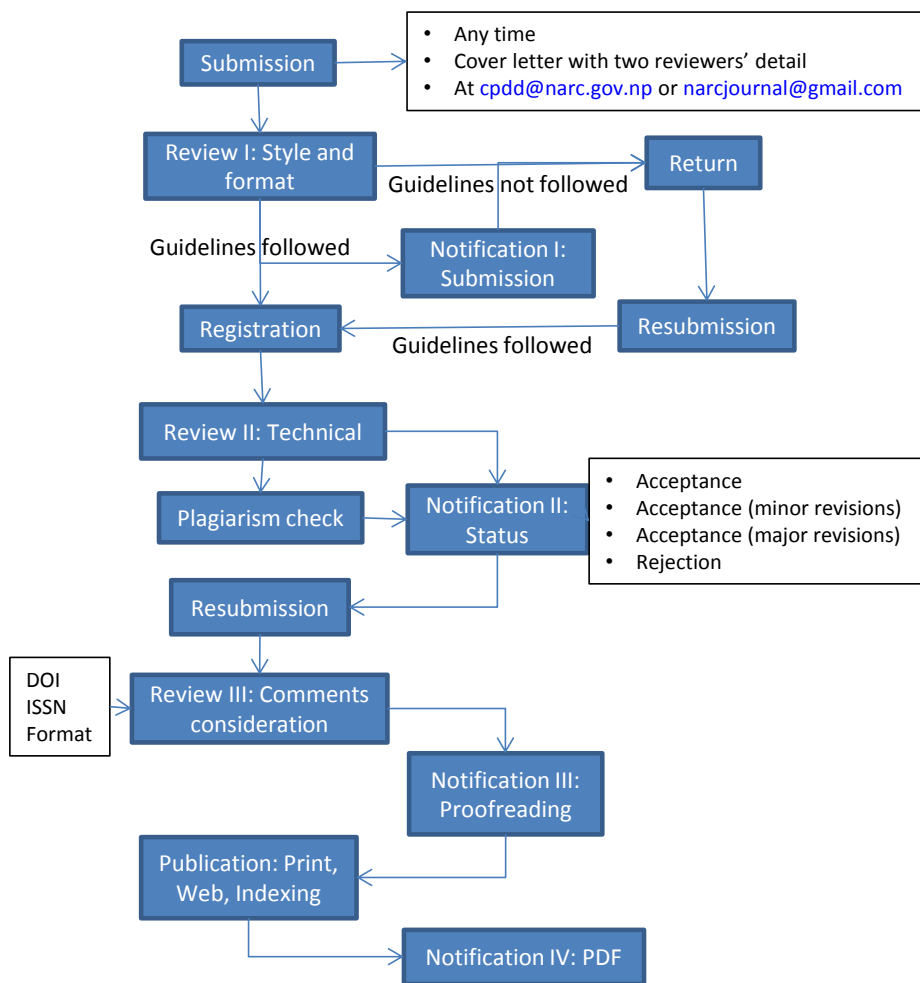 Submission
• Any time
• Cover letter with two reviewers’ detail
• At cpdd@narc.gov.np or narcjournal@gmail.com
Review I: Style and
format
Guidelines not followed
Return
Guidelines followed
Notification I:
Submission
Registration
Guidelines followed
Resubmission
Review II: Technical
Plagiarism check
Notification II:
Status
• Acceptance
• Acceptance (minor revisions)
• Acceptance (major revisions)
• Rejection
Resubmission
DOI
ISSN
Format
Review III: Comments
consideration
Notification III:
Proofreading
Publication: Print,
Web, Indexing
Notification IV: PDF